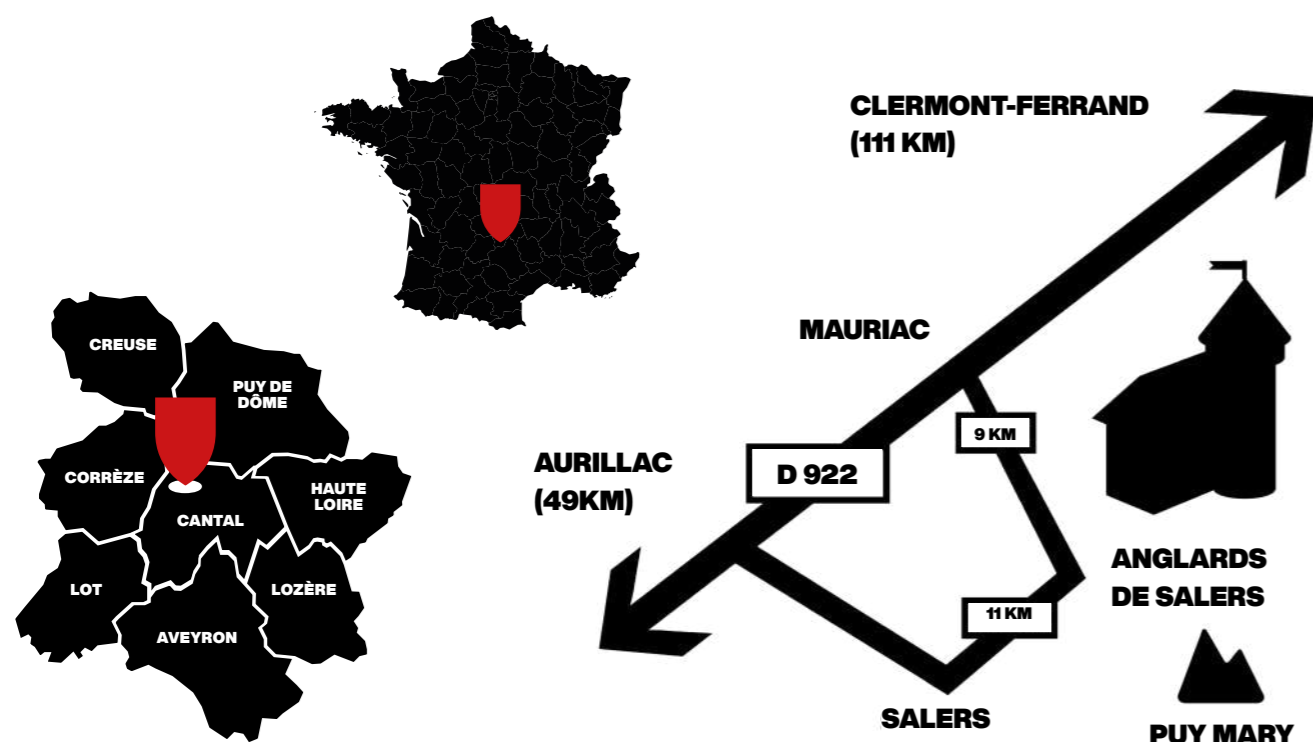 CLERMONT-FERRAND
(111 KM)
MAURIAC
9 KM
AURILLAC
(49KM)
D 922
ANGLARDS
DE SALERS
11 KM
SALERS
PUY MARY
CREUSE
PUY DE
DÔME
CORRÈZE
HAUTE
LOIRE
CANTAL
LOT
LOZÈRE
AVEYRON